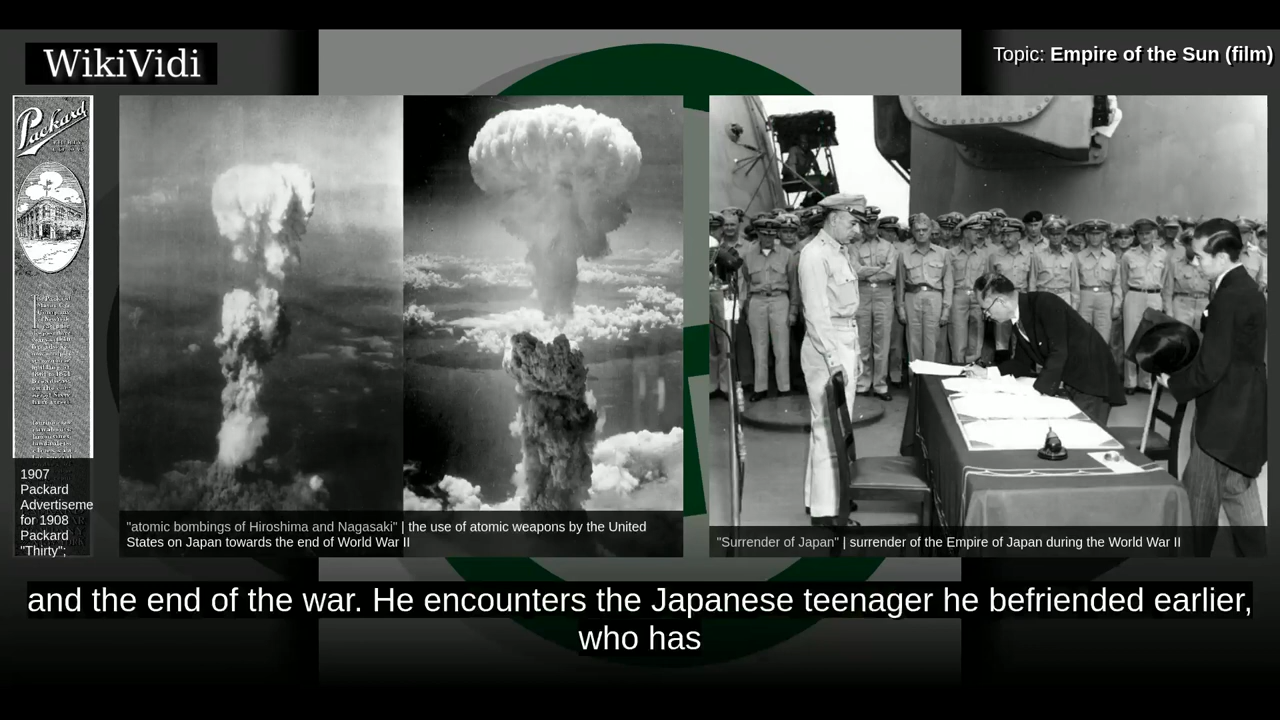 WikiVidi
Topic: Empire of the Sun (film)
Packard
1907
Packard
Advertiseme
for 1908
Packard
"Thirty";
"atomic bombings of Hiroshima and Nagasaki" | the use of atomic weapons by the United
States on Japan towards the end of World War II
"Surrender of Japan" | surrender of the Empire of Japan during the World War II
and the end of the war. He encounters the Japanese teenager he befriended earlier,
who has